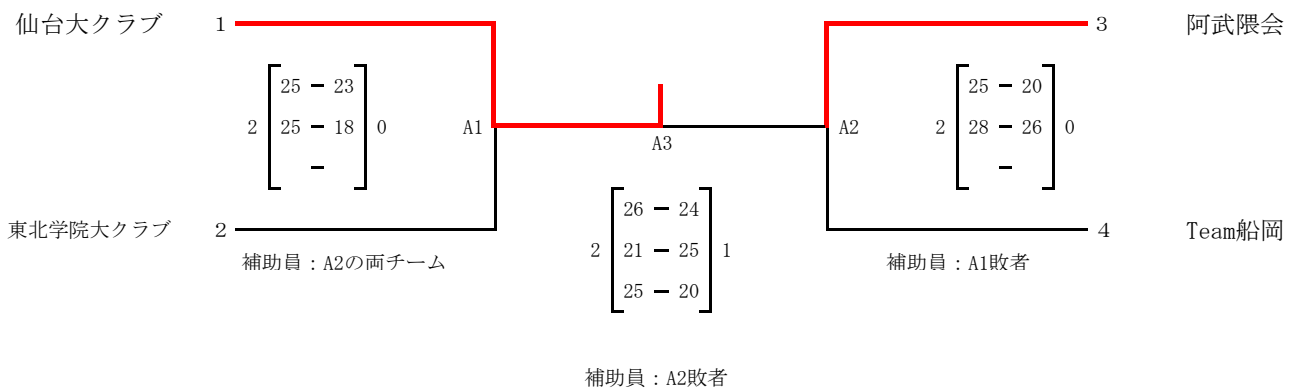 仙台大クラブ 1 3 阿武隈会
25 － 23 25 － 20
2 25 － 18 0 A1 A2 2 28 － 26 0
－ A3 －
26 － 24
東北学院大クラブ 2 4 Team船岡
2 21 － 25 1
補助員：A2の両チーム 補助員：A1敗者
25 － 20
補助員：A2敗者